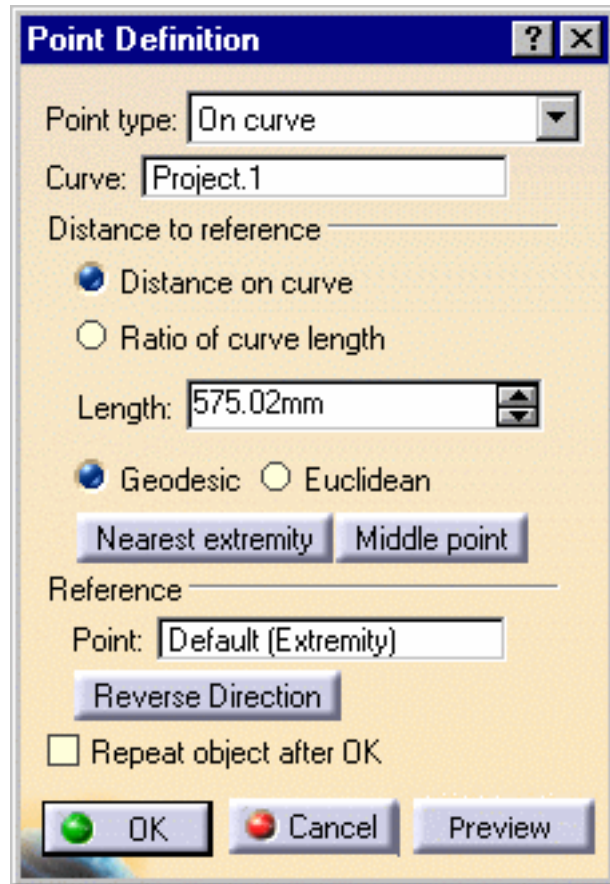 Point Definition
Point type: On curve
Curve: Project.1
Distance to reference
Distance on curve
Ratio of curve length
Length: 575.02mm
Geodesic Euclidean
Nearest extremity Middle point
Reference
Point: Default (Extremity)
Reverse Direction
Repeat object after OK
OK Cancel Preview